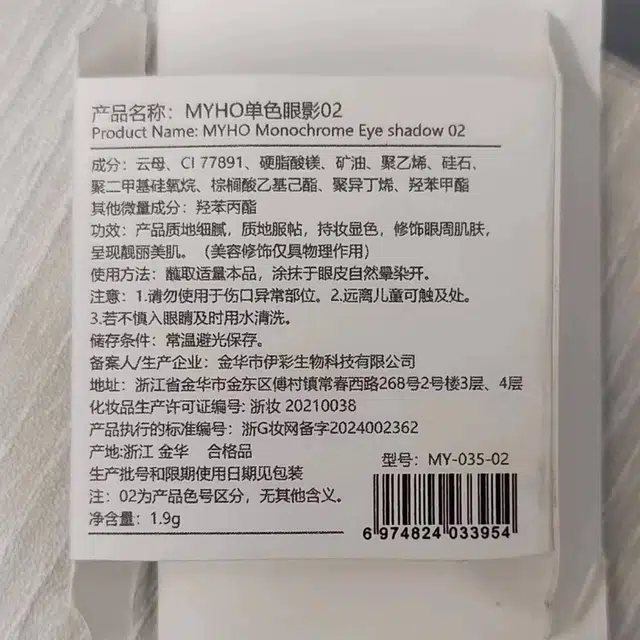 产品名称：MYHO单色眼影02
Product Name: MYHO Monochrome Eye shadow 02
成分：云母、CI 77891、硬脂酸镁、矿油、聚乙烯、硅石、
聚二甲基硅氧烷、棕榈酸乙基己酯、聚异丁烯、羟苯甲酯
其他微量成分：羟苯丙酯
功效：产品质地细腻，质地服帖，持妆显色，修饰眼周肌肤，
呈现靓丽美肌。（美容修饰仅具物理作用）
使用方法：蘸取适量本品，涂抹于眼皮自然晕染开。
注意：1.请勿使用于伤口异常部位。2.远离儿童可触及处。
3.若不慎入眼睛及时用水清洗。
储存条件：常温避光保存。
备案人/生产企业：金华市伊彩生物科技有限公司
地址：浙江省金华市金东区傅村镇常春西路268号2号楼3层、4层
化妆品生产许可证编号: 浙妆 20210038
产品执行的标准编号：浙G妆网备字2024002362
产地:浙江 金华 合格品
型号：MY-035-02
生产批号和限期使用日期见包装
注：02为产品色号区分，无其他含义。
净含量：1.9g
6 974824 033954